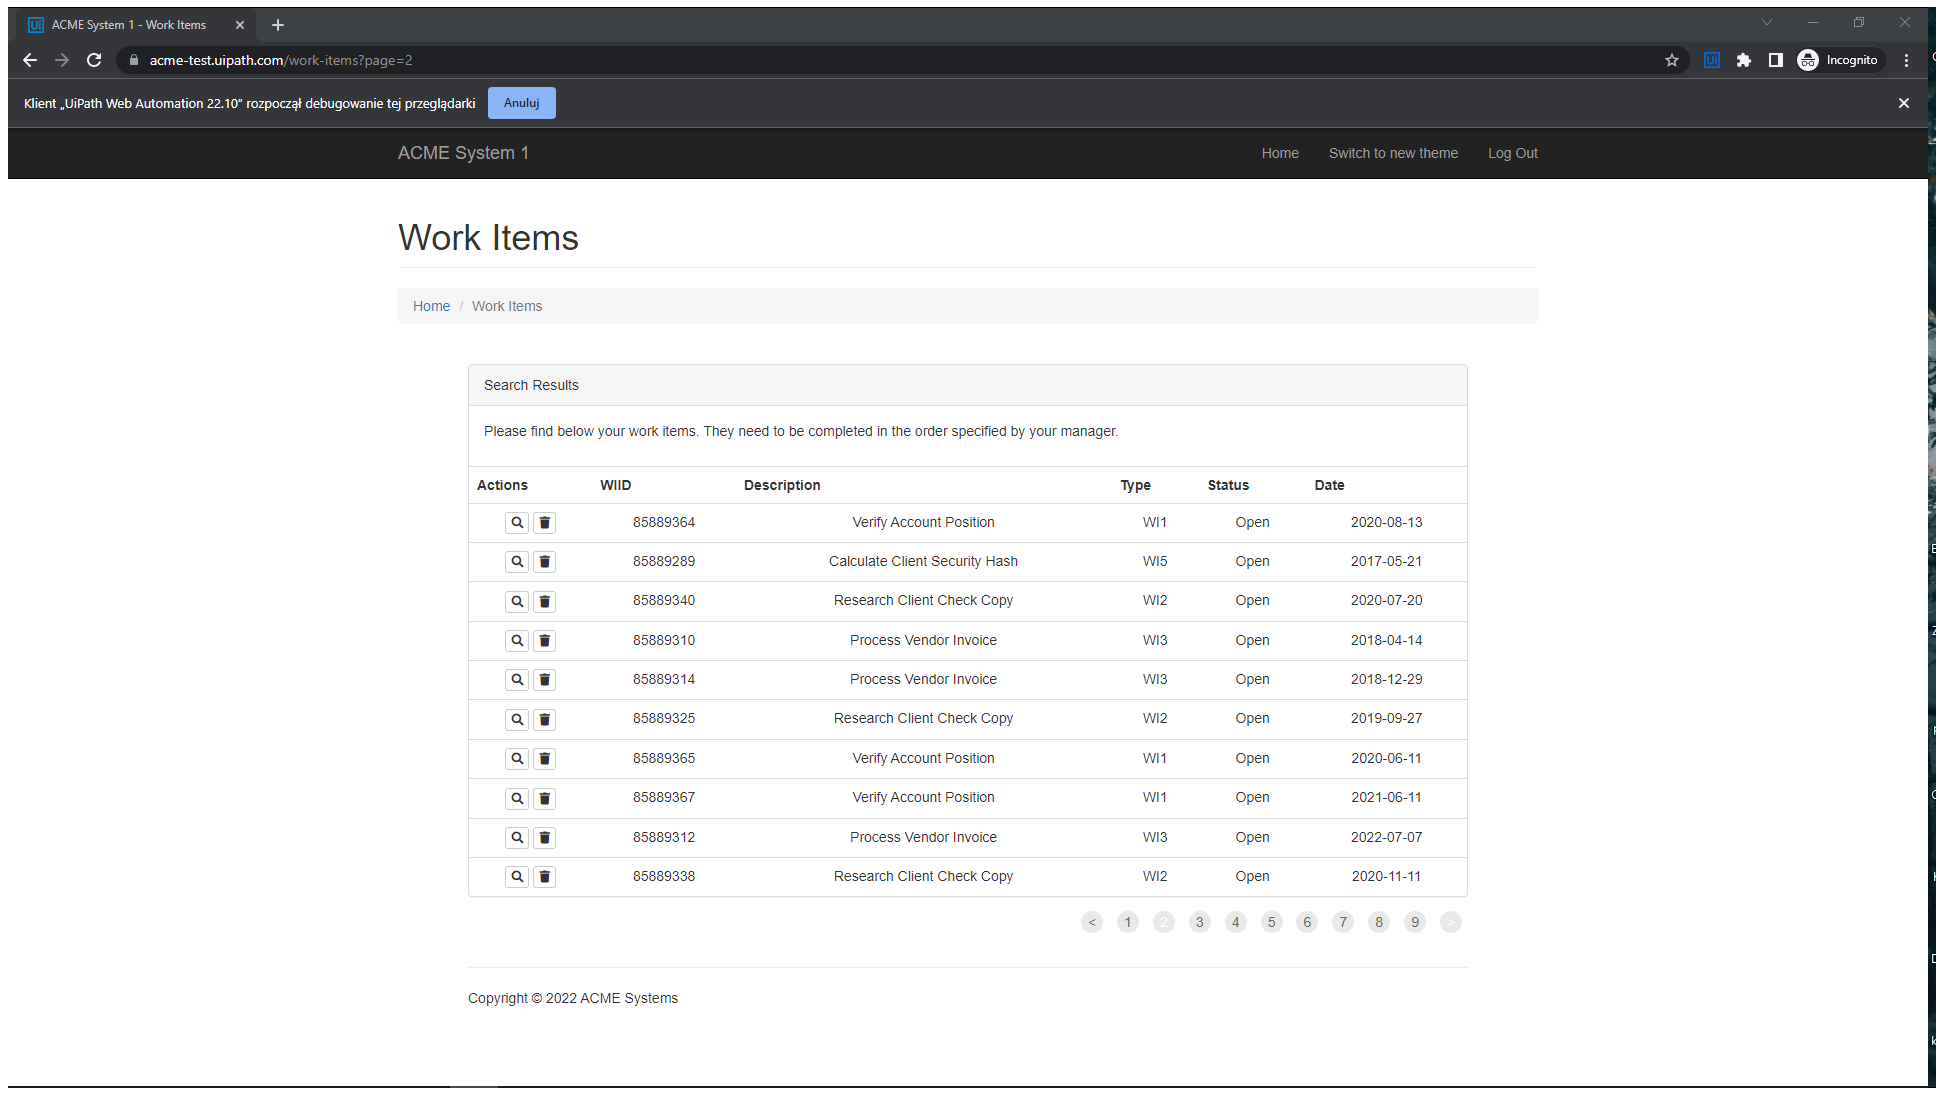 ACME System 1 - Work Items
acme-test.uipath.com/work-items?page=2
Incognito
Klient „UiPath Web Automation 22.10” rozpoczął debugowanie tej przeglądarki Anuluj
ACME System 1 Home Switch to new theme Log Out
Work Items
Home / Work Items
Search Results
Please find below your work items. They need to be completed in the order specified by your manager.
Actions WIID Description Type Status Date
85889364 Verify Account Position WI1 Open 2020-08-13
85889289 Calculate Client Security Hash WI5 Open 2017-05-21
85889340 Research Client Check Copy WI2 Open 2020-07-20
85889310 Process Vendor Invoice WI3 Open 2018-04-14
85889314 Process Vendor Invoice WI3 Open 2018-12-29
85889325 Research Client Check Copy WI2 Open 2019-09-27
85889365 Verify Account Position WI1 Open 2020-06-11
85889367 Verify Account Position WI1 Open 2021-06-11
85889312 Process Vendor Invoice WI3 Open 2022-07-07
85889338 Research Client Check Copy WI2 Open 2020-11-11
< 1 2 3 4 5 6 7 8 9 >
Copyright © 2022 ACME Systems